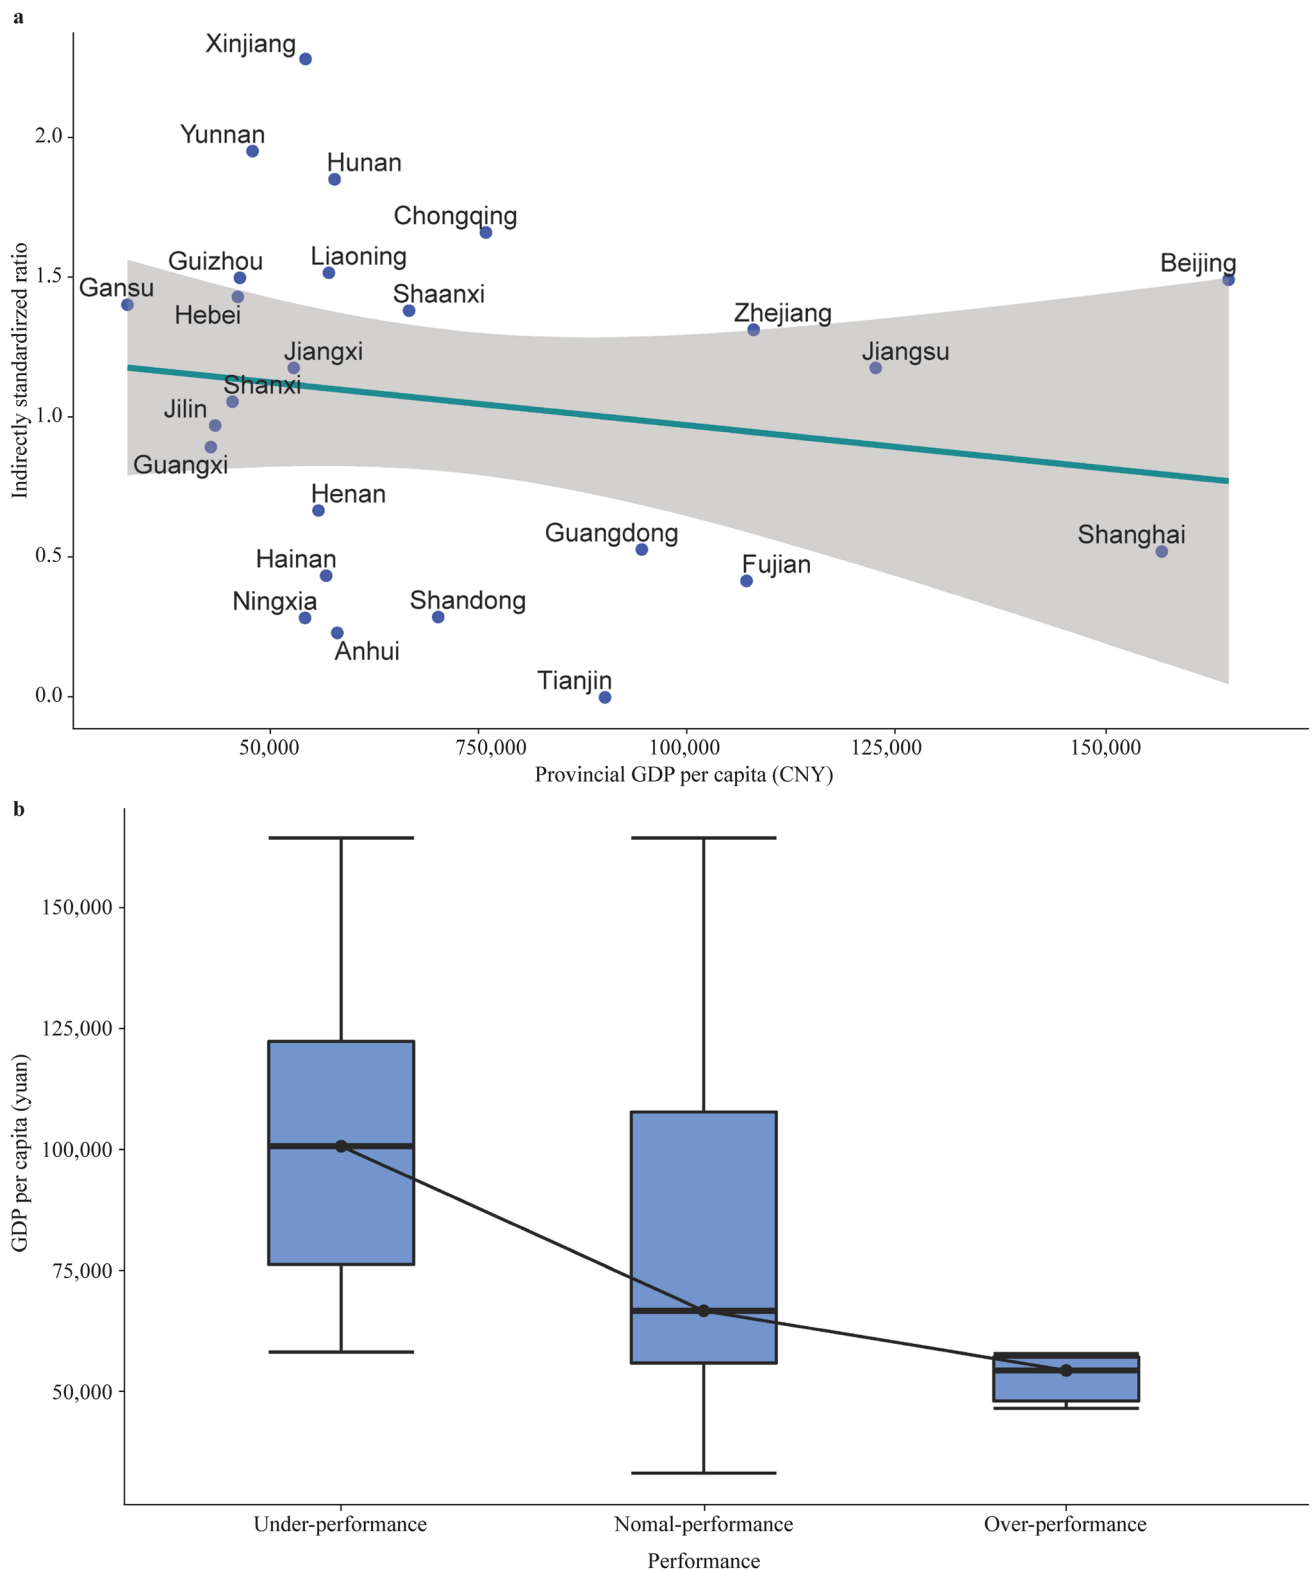 a
Xinjiang
Yunnan
Hunan
Chongqing
Guizhou
Liaoning
Beijing
Gansu
Shaanxi
Hebei
Zhejiang
Jiangxi
Jiangsu
Shanxi
Jilin
Guangxi
Henan
Guangdong
Shanghai
Hainan
Fujian
Ningxia
Shandong
Anhui
Tianjin
2.0
1.5
1.0
0.5
0.0
Indirectly standardirzed ratio
50,000 750,000 100,000 125,000 150,000
Provincial GDP per capita (CNY)
b
150,000
125,000
100,000
75,000
50,000
GDP per capita (yuan)
Under-performance Nomal-performance Over-performance
Performance